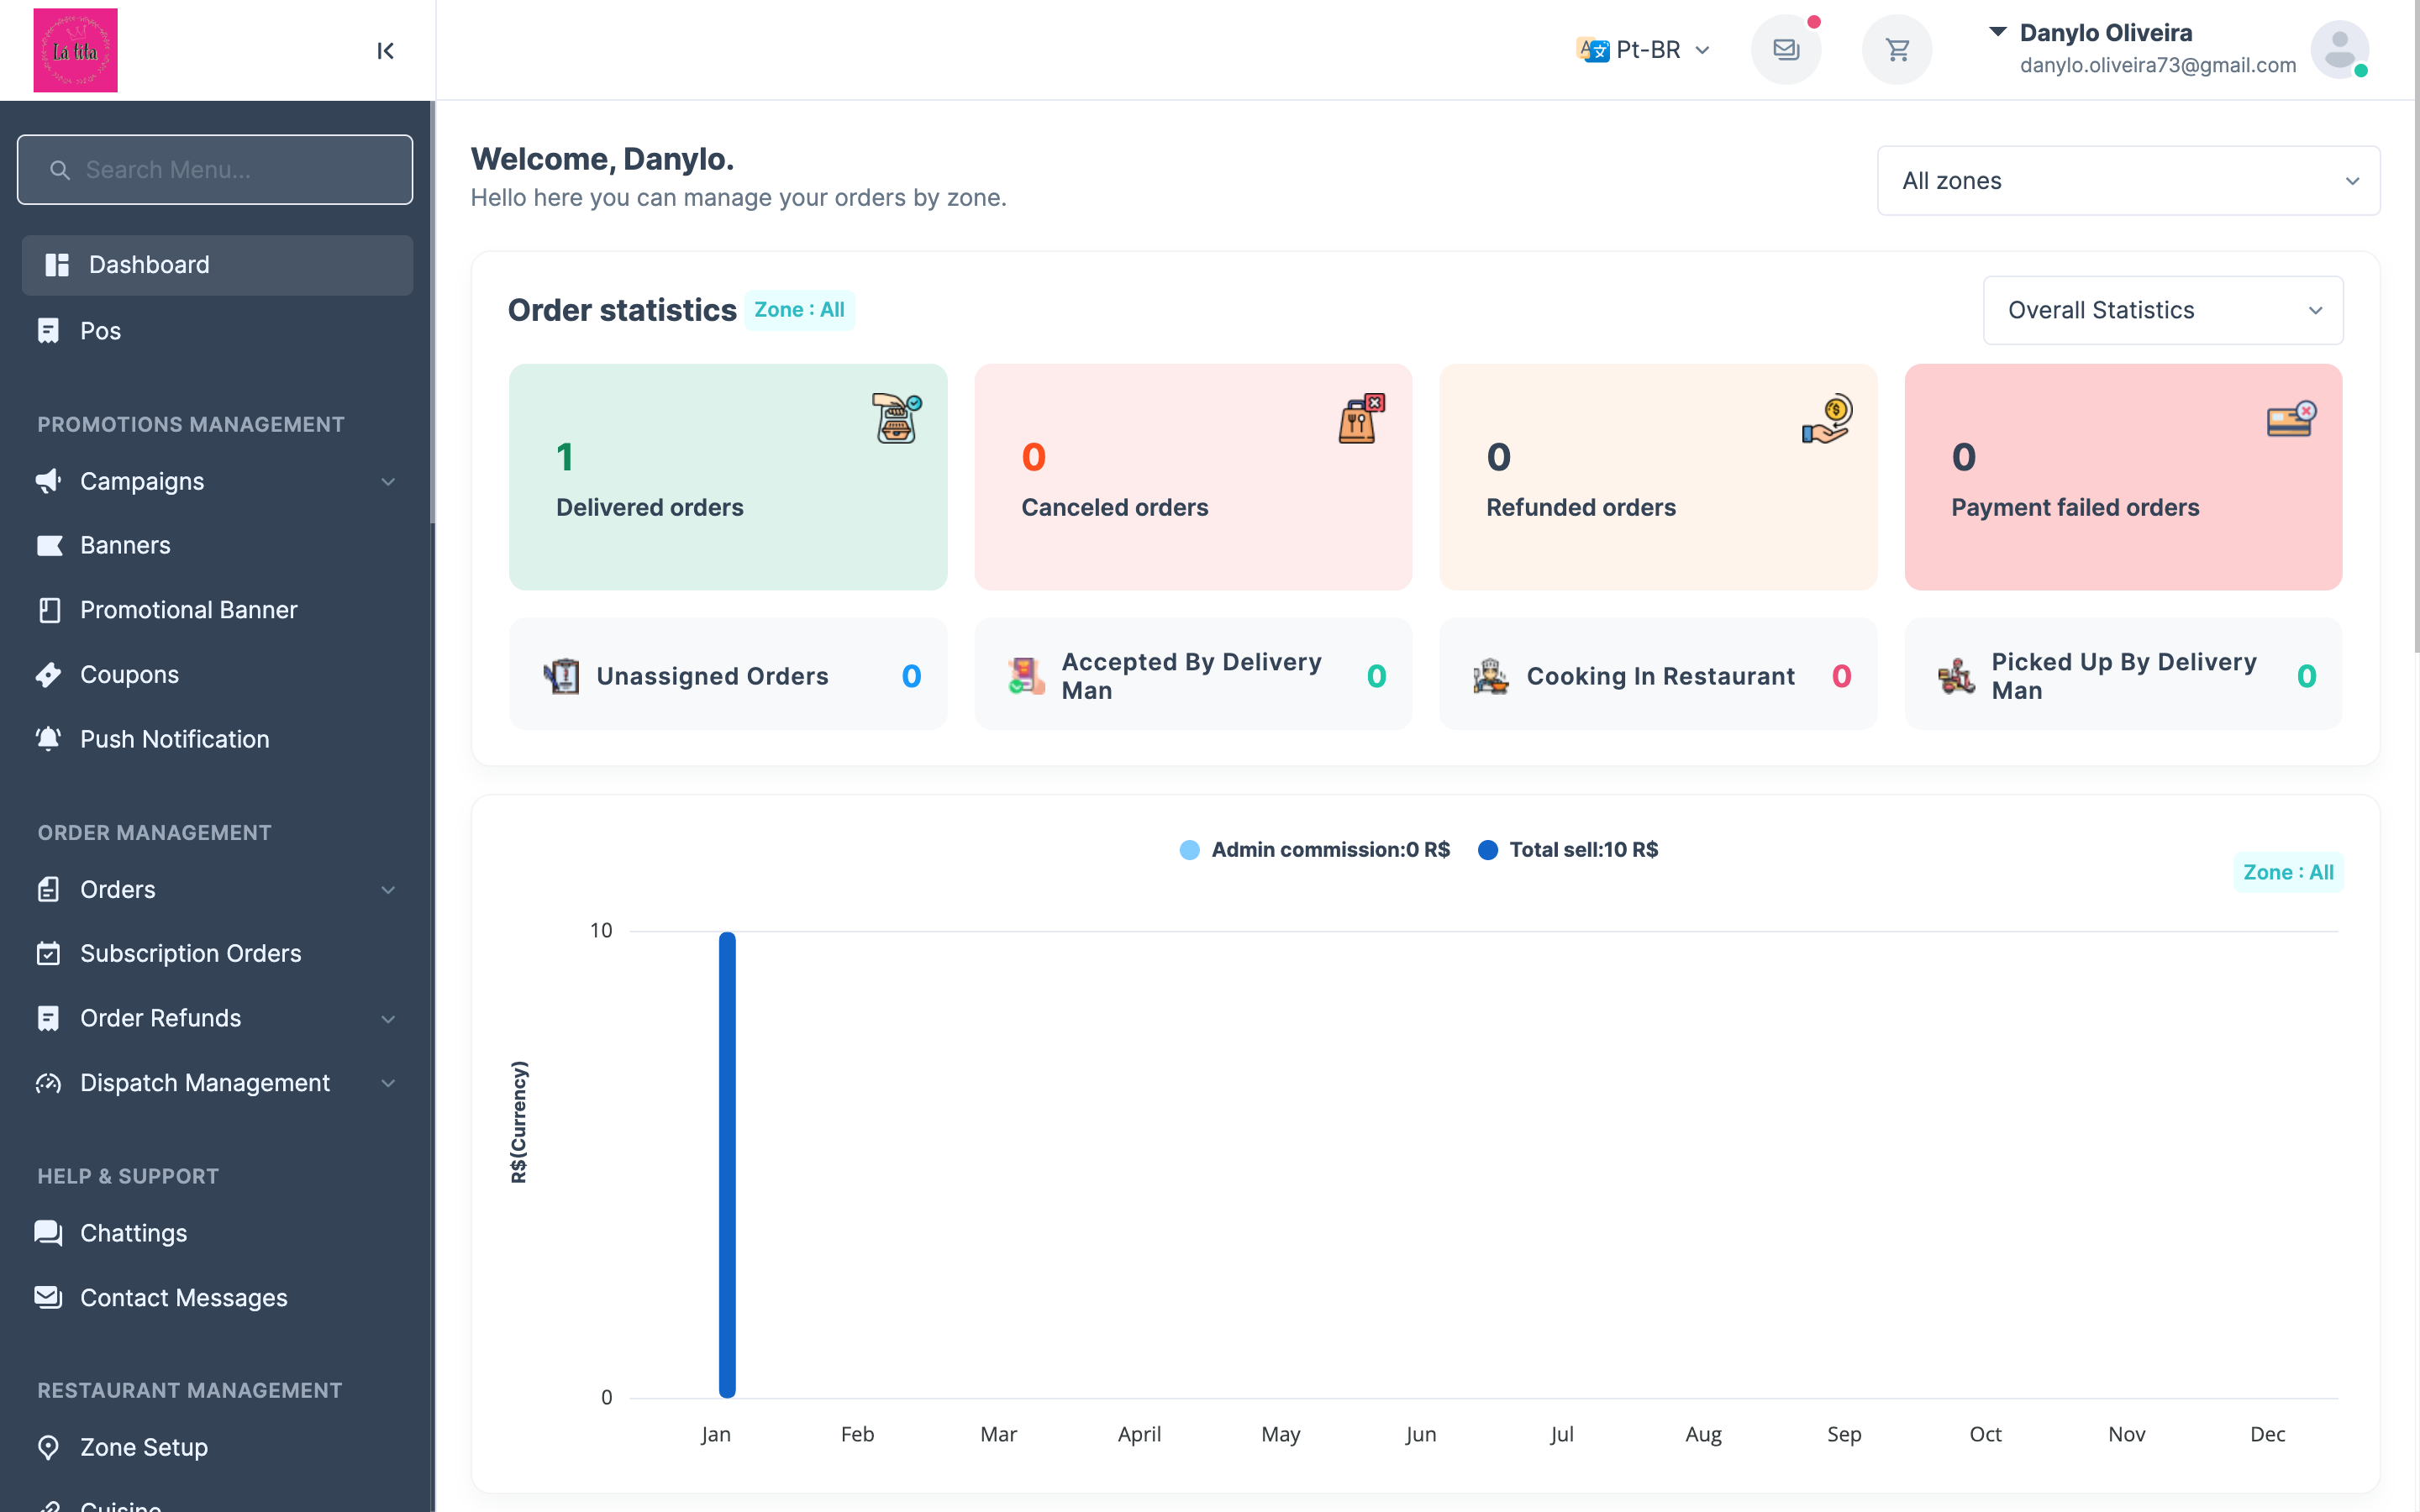 Lá tita
Pt-BR
Danylo Oliveira
danylo.oliveira73@gmail.com
Search Menu...
Dashboard
Pos
PROMOTIONS MANAGEMENT
Campaigns
Banners
Promotional Banner
Coupons
Push Notification
ORDER MANAGEMENT
Orders
Subscription Orders
Order Refunds
Dispatch Management
HELP & SUPPORT
Chattings
Contact Messages
RESTAURANT MANAGEMENT
Zone Setup
Cuisine
Welcome, Danylo.
Hello here you can manage your orders by zone.
All zones
Order statistics
Zone : All
Overall Statistics
1
Delivered orders
0
Canceled orders
0
Refunded orders
0
Payment failed orders
Unassigned Orders
0
Accepted By Delivery
Man
0
Cooking In Restaurant
0
Picked Up By Delivery
Man
0
Admin commission:0 R$
Total sell:10 R$
Zone : All
10
R$(Currency)
0
Jan
Feb
Mar
April
May
Jun
Jul
Aug
Sep
Oct
Nov
Dec